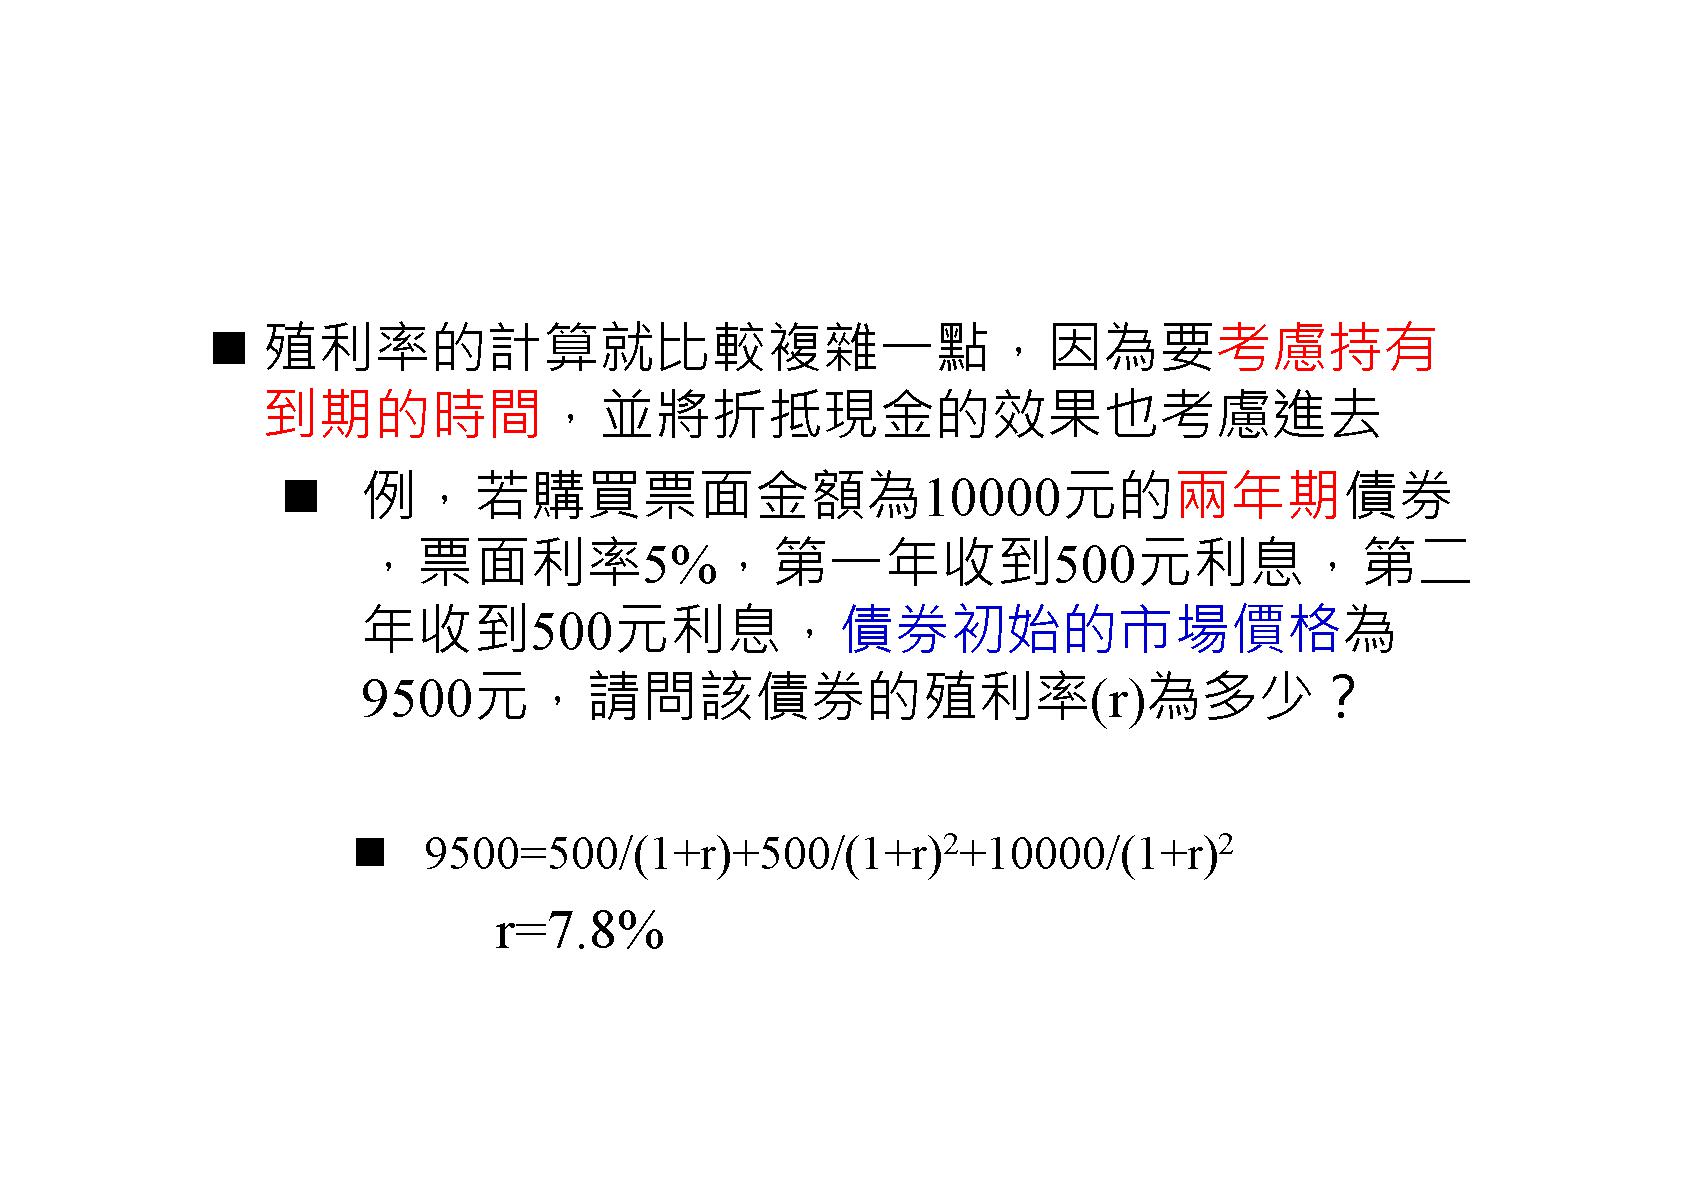 ■ 殖利率的計算就比較複雜一點，因為要考慮持有
到期的時間，並將折抵現金的效果也考慮進去
■ 例，若購買票面金額為10000元的兩年期債券
，票面利率5%，第一年收到500元利息，第二
年收到500元利息，債券初始的市場價格為
9500元，請問該債券的殖利率(r)為多少？
■ 9500=500/(1+r)+500/(1+r)²+10000/(1+r)²
r=7.8%